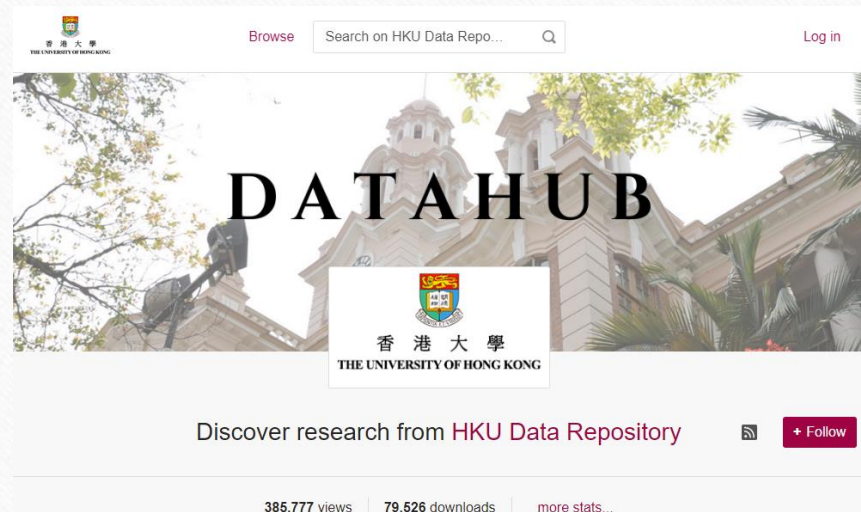 香港大學
THE UNIVERSITY OF HONG KONG
Browse
Search on HKU Data Repo...
Log in
DATAHUB
香港大學
THE UNIVERSITY OF HONG KONG
Discover research from HKU Data Repository
+ Follow
385,777 views
79,526 downloads
more stats...